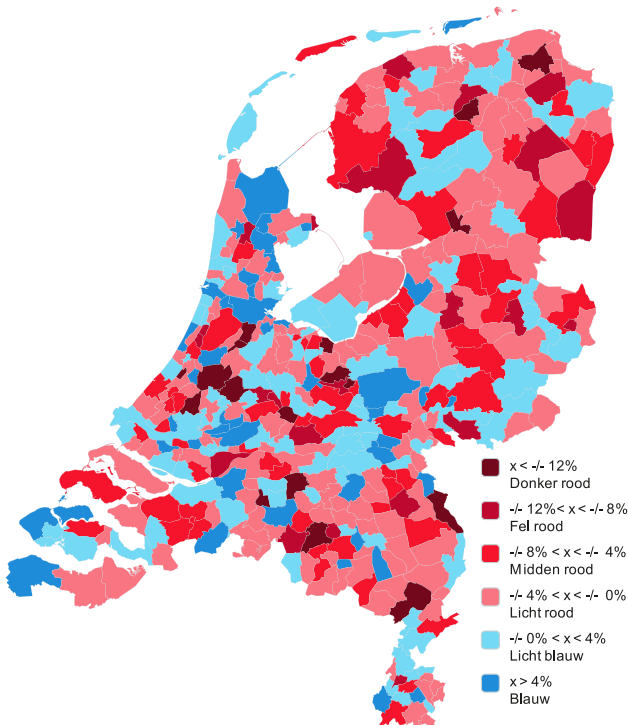 x < -/- 12%
Donker rood
-/- 12%< x < -/- 8%
Fel rood
-/- 8% < x < -/- 4%
Midden rood
-/- 4% < x < -/- 0%
Licht rood
-/- 0% < x < 4%
Licht blauw
x > 4%
Blauw